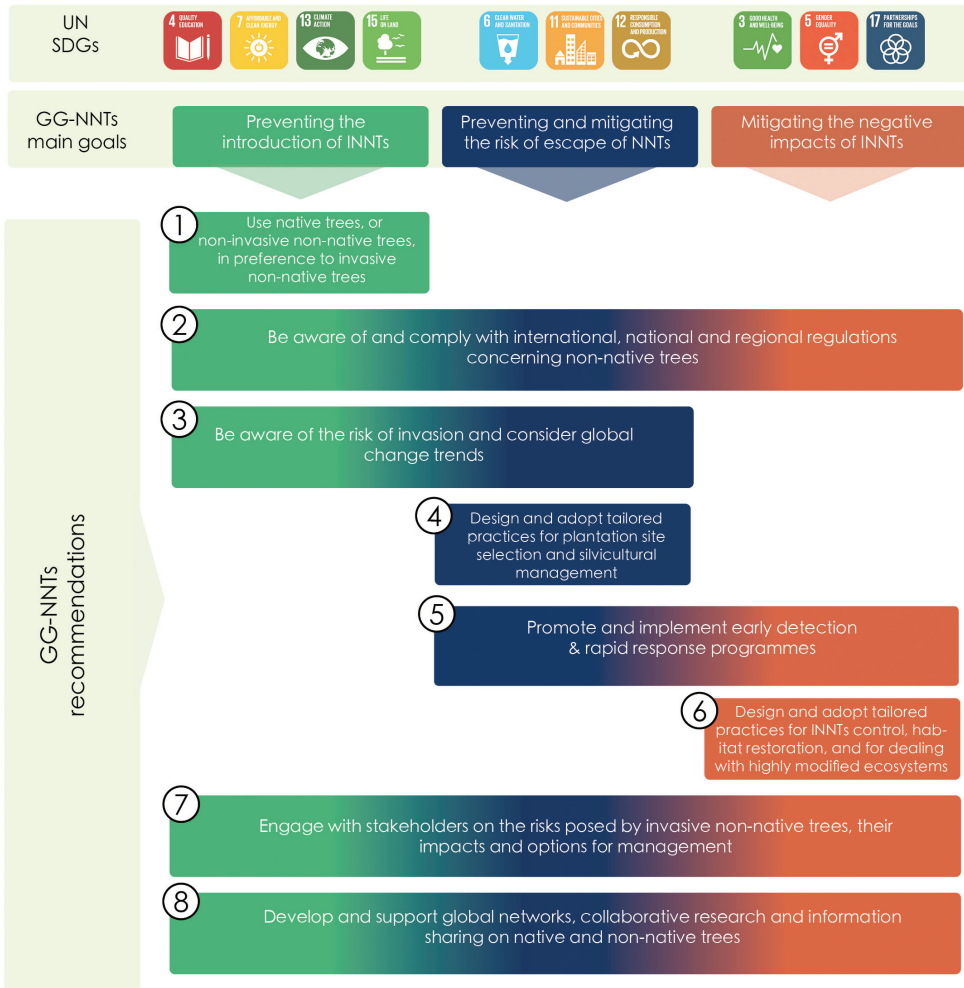 UN
SDGs
4 QUALITY
EDUCATION
7 AFFORDABLE AND
CLEAN ENERGY
13 CLIMATE
ACTION
15 LIFE
ON LAND
6 CLEAN WATER
AND SANITATION
11 SUSTAINABLE CITIES
AND COMMUNITIES
12 RESPONSIBLE
CONSUMPTION
AND PRODUCTION
3 GOOD HEALTH
AND WELL-BEING
5 GENDER
EQUALITY
17 PARTNERSHIPS
FOR THE GOALS
GG-NNTs
main goals
Preventing the
introduction of INNTs
Preventing and mitigating
the risk of escape of NNTs
Mitigating the negative
impacts of INNTs
GG-NNTs
recommendations
1
Use native trees, or
non-invasive non-native trees,
in preference to invasive
non-native trees
2
Be aware of and comply with international, national and regional regulations
concerning non-native trees
3
Be aware of the risk of invasion and consider global
change trends
4
Design and adopt tailored
practices for plantation site
selection and silvicultural
management
5
Promote and implement early detection
& rapid response programmes
6
Design and adopt tailored
practices for INNTs control, hab-
itat restoration, and for dealing
with highly modified ecosystems
7
Engage with stakeholders on the risks posed by invasive non-native trees, their
impacts and options for management
8
Develop and support global networks, collaborative research and information
sharing on native and non-native trees